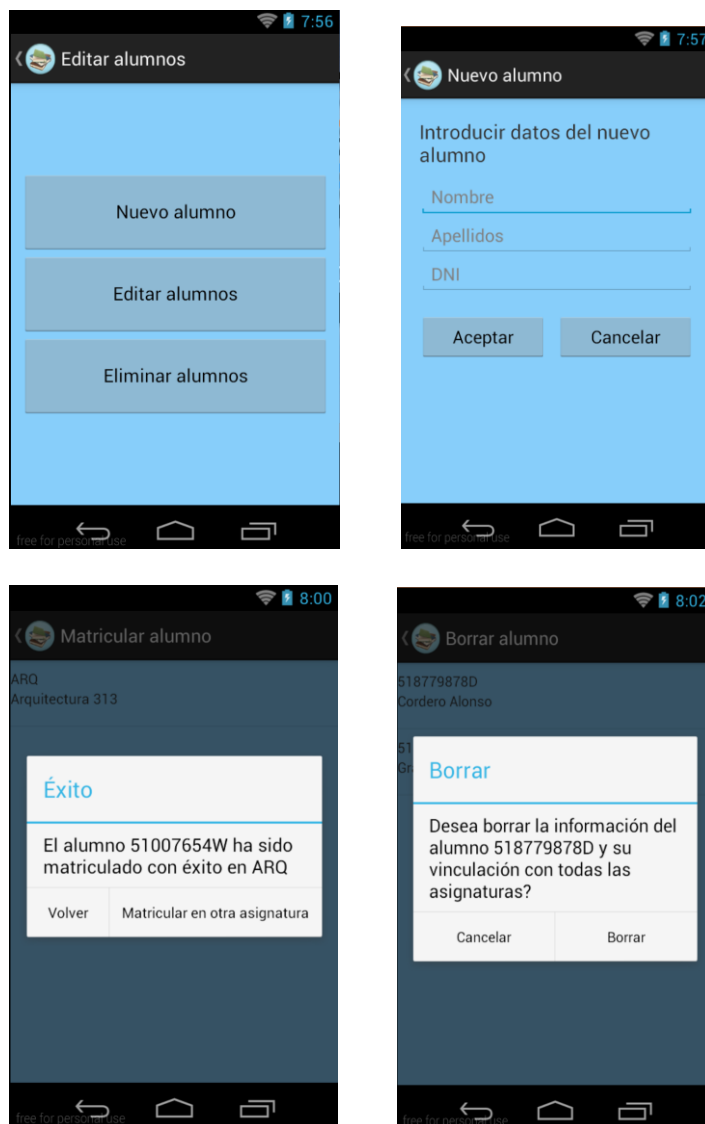 7:56
Editar alumnos
Nuevo alumno
Editar alumnos
Eliminar alumnos
free for personal use
7:57
Nuevo alumno
Introducir datos del nuevo
alumno
Nombre
Apellidos
DNI
Aceptar Cancelar
free for personal use
8:00
Matricular alumno
ARQ
Arquitectura 313
Éxito
El alumno 51007654W ha sido
matriculado con éxito en ARQ
Volver Matricular en otra asignatura
free for personal use
8:02
Borrar alumno
518779878D
Cordero Alonso
51
Gr
Borrar
Desea borrar la información del
alumno 518779878D y su
vinculación con todas las
asignaturas?
Cancelar Borrar
free for personal use